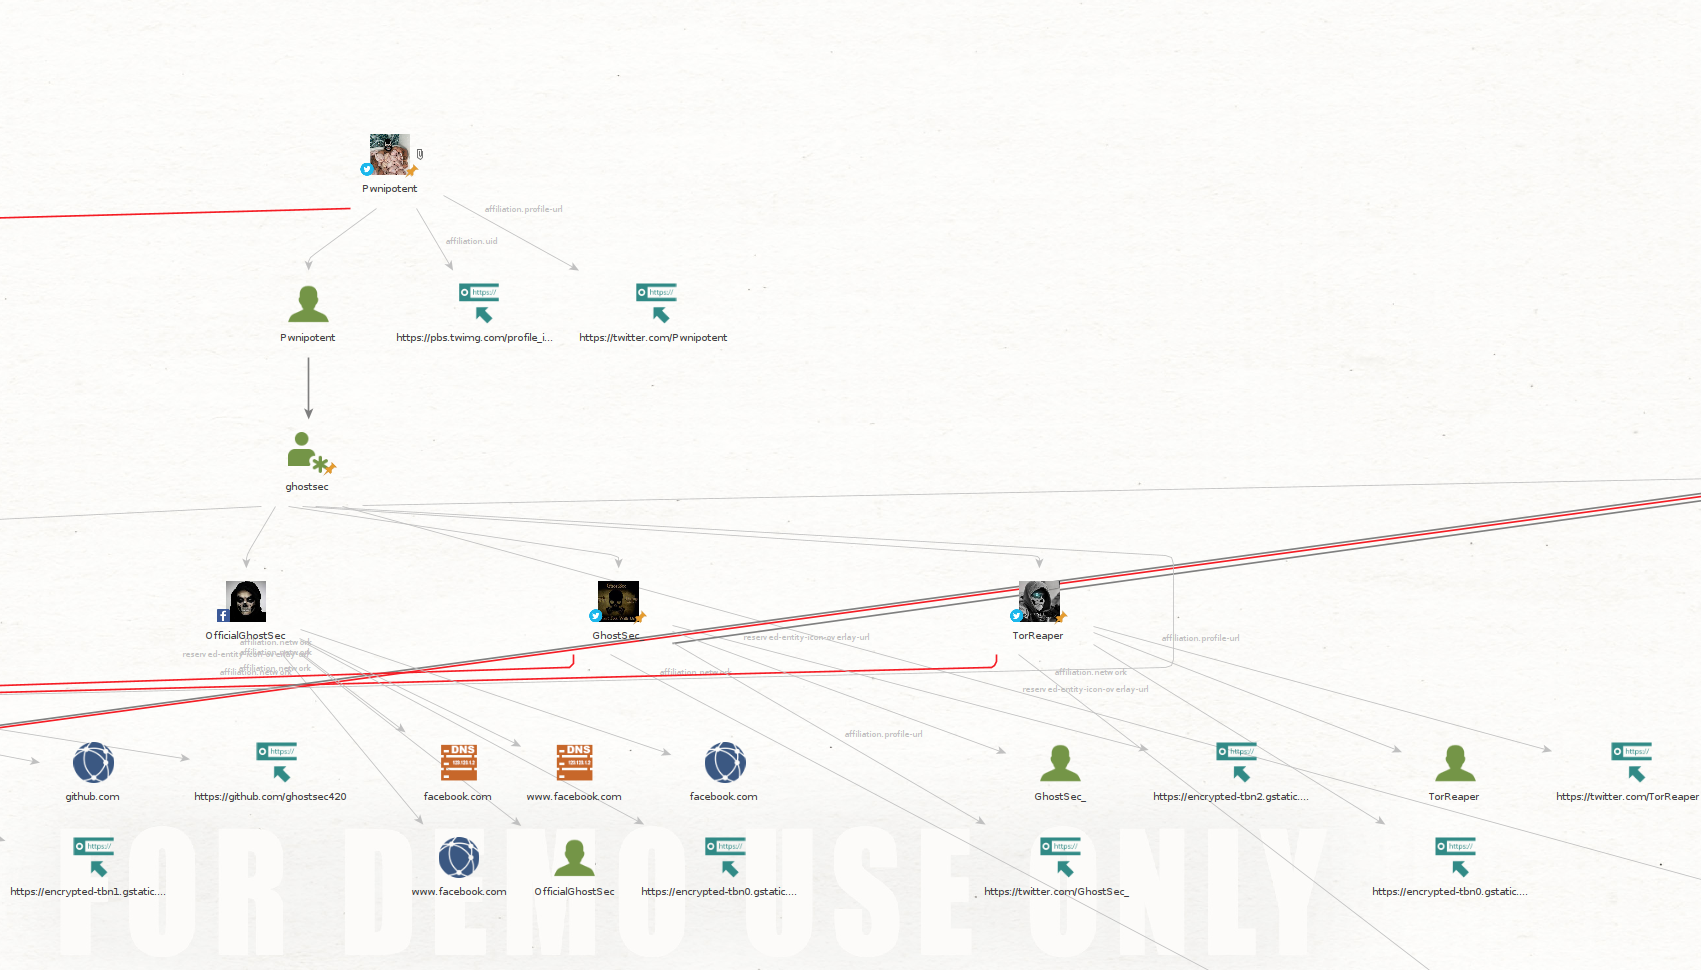 Pwnipotent
affiliation.profile-url
affiliation.uid
https://
https://
Pwnipotent
https://pbs.twimg.com/profile_i...
https://twitter.com/Pwnipotent
ghostsec
OfficialGhostSec
GhostSec_
TorReaper
affiliation.network
affiliation.network
reserved-entity-icon-overlay-url
affiliation.network
affiliation.network
reserved-entity-icon-overlay-url
affiliation.profile-url
affiliation.network
affiliation.network
reserved-entity-icon-overlay-url
affiliation.profile-url
https://
DNS
DNS
https://
https://
github.com
https://github.com/ghostsec420
facebook.com
www.facebook.com
facebook.com
GhostSec_
https://encrypted-tbn2.gstatic....
TorReaper
https://twitter.com/TorReaper
https://
https://
https://
https://
https://encrypted-tbn1.gstatic....
www.facebook.com
OfficialGhostSec
https://encrypted-tbn0.gstatic....
https://twitter.com/GhostSec_
https://encrypted-tbn0.gstatic....
FOR DEMO USE ONLY